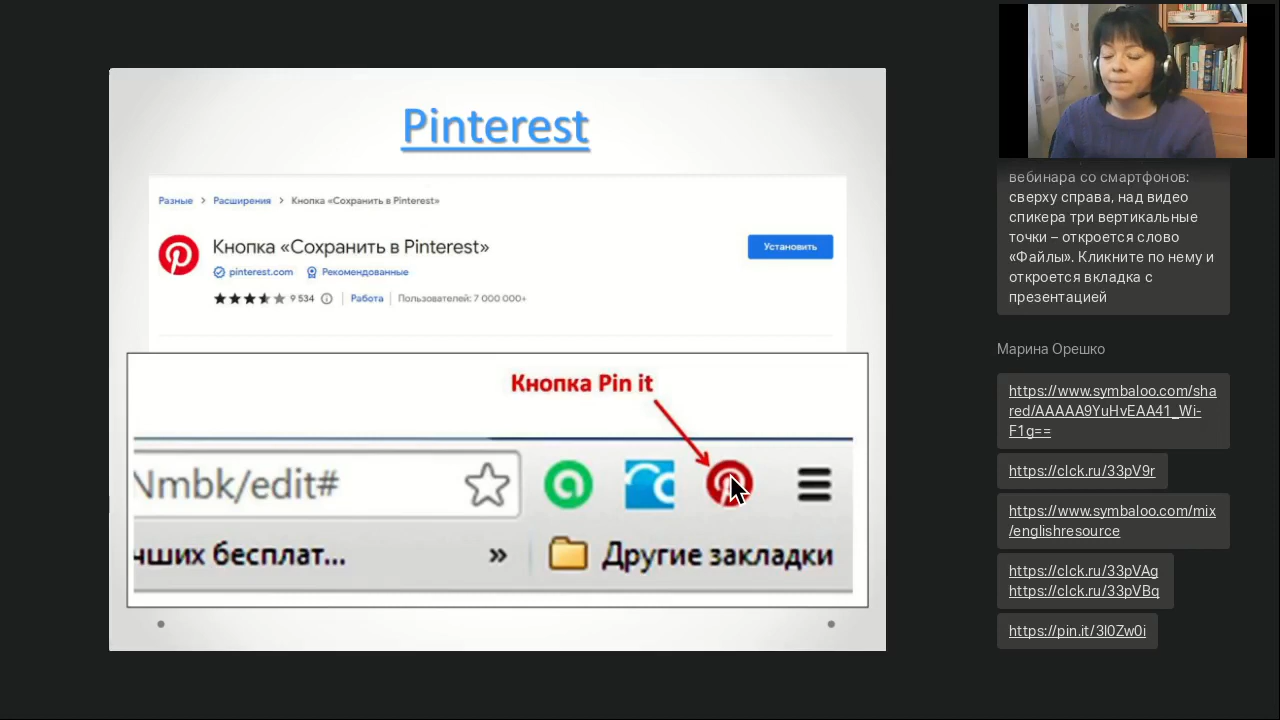 Pinterest
Разные > Расширения > Кнопка «Сохранить в Pinterest»
Кнопка «Сохранить в Pinterest»
Установить
pinterest.com Рекомендованные
9 534 Работа Пользователей: 7 000 000+
Кнопка Pin it
Nmbk/edit#
чших бесплат... » Другие закладки
вебинара со смартфонов:
сверху справа, над видео
спикера три вертикальные
точки – откроется слово
«Файлы». Кликните по нему и
откроется вкладка с
презентацией
Марина Орешко
https://www.symbaloo.com/sha
red/AAAAA9YuHvEAA41_Wi-
F1g==
https://clck.ru/33pV9r
https://www.symbaloo.com/mix
/englishresource
https://clck.ru/33pVAg
https://clck.ru/33pVBq
https://pin.it/3l0Zw0i